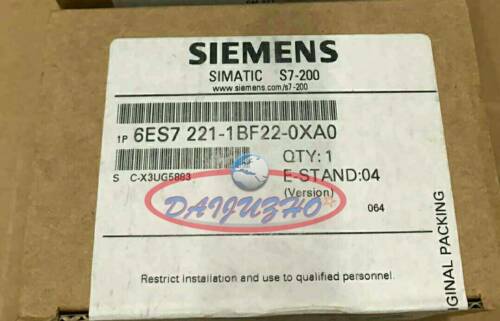 SIEMENS
SIMATIC S7-200
www.siemens.com/s7-200
1P 6ES7 221-1BF22-0XA0
QTY: 1
S C-X3UG5883
E-STAND:04
(Version)
DAIJUZHO
064
Restrict installation and use to qualified personnel.
IGINAL PACKING